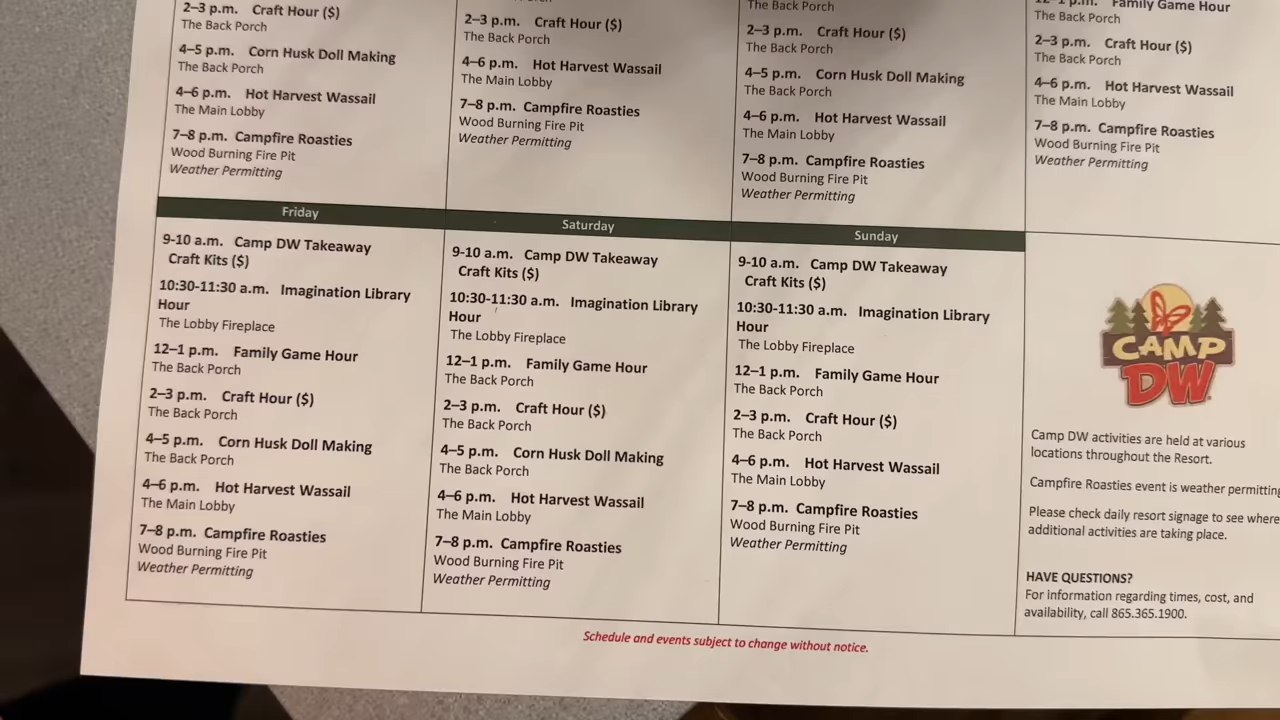 2–3 p.m. Craft Hour ($)
The Back Porch
4–5 p.m. Corn Husk Doll Making
The Back Porch
4–6 p.m. Hot Harvest Wassail
The Main Lobby
7–8 p.m. Campfire Roasties
Wood Burning Fire Pit
Weather Permitting
2–3 p.m. Craft Hour ($)
The Back Porch
4–6 p.m. Hot Harvest Wassail
The Main Lobby
7–8 p.m. Campfire Roasties
Wood Burning Fire Pit
Weather Permitting
The Back Porch
2–3 p.m. Craft Hour ($)
The Back Porch
4–5 p.m. Corn Husk Doll Making
The Back Porch
4–6 p.m. Hot Harvest Wassail
The Main Lobby
7–8 p.m. Campfire Roasties
Wood Burning Fire Pit
Weather Permitting
12–1 p.m. Family Game Hour
The Back Porch
2–3 p.m. Craft Hour ($)
The Back Porch
4–6 p.m. Hot Harvest Wassail
The Main Lobby
7–8 p.m. Campfire Roasties
Wood Burning Fire Pit
Weather Permitting
Friday
9-10 a.m. Camp DW Takeaway
Craft Kits ($)
10:30-11:30 a.m. Imagination Library
Hour
The Lobby Fireplace
12–1 p.m. Family Game Hour
The Back Porch
2–3 p.m. Craft Hour ($)
The Back Porch
4–5 p.m. Corn Husk Doll Making
The Back Porch
4–6 p.m. Hot Harvest Wassail
The Main Lobby
7–8 p.m. Campfire Roasties
Wood Burning Fire Pit
Weather Permitting
Saturday
9-10 a.m. Camp DW Takeaway
Craft Kits ($)
10:30-11:30 a.m. Imagination Library
Hour
The Lobby Fireplace
12–1 p.m. Family Game Hour
The Back Porch
2–3 p.m. Craft Hour ($)
The Back Porch
4–5 p.m. Corn Husk Doll Making
The Back Porch
4–6 p.m. Hot Harvest Wassail
The Main Lobby
7–8 p.m. Campfire Roasties
Wood Burning Fire Pit
Weather Permitting
Sunday
9-10 a.m. Camp DW Takeaway
Craft Kits ($)
10:30-11:30 a.m. Imagination Library
Hour
The Lobby Fireplace
12–1 p.m. Family Game Hour
The Back Porch
2–3 p.m. Craft Hour ($)
The Back Porch
4–6 p.m. Hot Harvest Wassail
The Main Lobby
7–8 p.m. Campfire Roasties
Wood Burning Fire Pit
Weather Permitting
CAMP
DW
Camp DW activities are held at various
locations throughout the Resort.
Campfire Roasties event is weather permitting
Please check daily resort signage to see where
additional activities are taking place.
HAVE QUESTIONS?
For information regarding times, cost, and
availability, call 865.365.1900.
Schedule and events subject to change without notice.